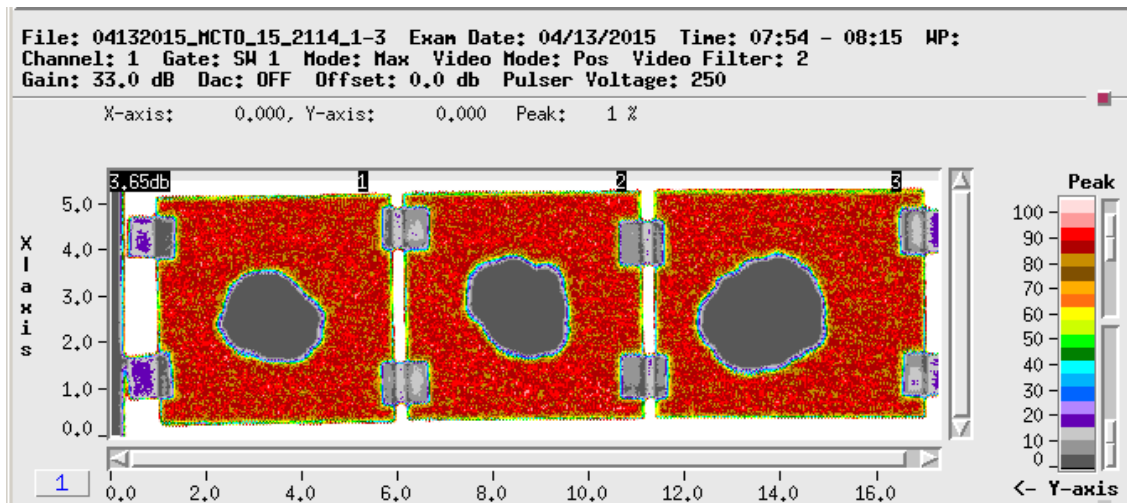 File: 04132015_MCTO_15_2114_1-3 Exam Date: 04/13/2015 Time: 07:54 - 08:15 WP:
Channel: 1 Gate: SW 1 Mode: Max Video Mode: Pos Video Filter: 2
Gain: 33.0 dB Dac: OFF Offset: 0.0 db Pulser Voltage: 250
X-axis: 0.000, Y-axis: 0.000 Peak: 1 %
3.65db 1 2 3
5.0
4.0
3.0
2.0
1.0
0.0
X
l
a
x
i
s
Peak
100
90
80
70
60
50
40
30
20
10
0
1
0.0 2.0 4.0 6.0 8.0 10.0 12.0 14.0 16.0
<- Y-axis